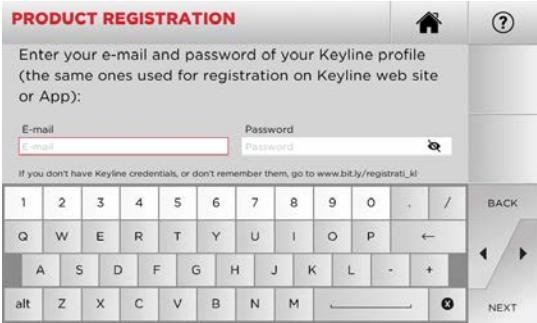 PRODUCT REGISTRATION
?
Enter your e-mail and password of your Keyline profile
(the same ones used for registration on Keyline web site
or App):
E-mail
Password
E-mail
Password
If you don't have Keyline credentials, or don't remember them, go to www.bit.ly/registrati_kl
1 2 3 4 5 6 7 8 9 0 . /
BACK
Q W E R T Y U I O P ←
A S D F G H J K L - +
alt Z X C V B N M
NEXT